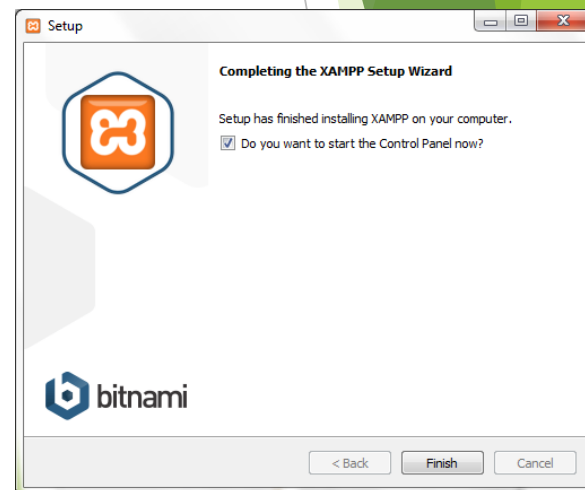 Setup
Completing the XAMPP Setup Wizard
Setup has finished installing XAMPP on your computer.
Do you want to start the Control Panel now?
bitnami
< Back
Finish
Cancel